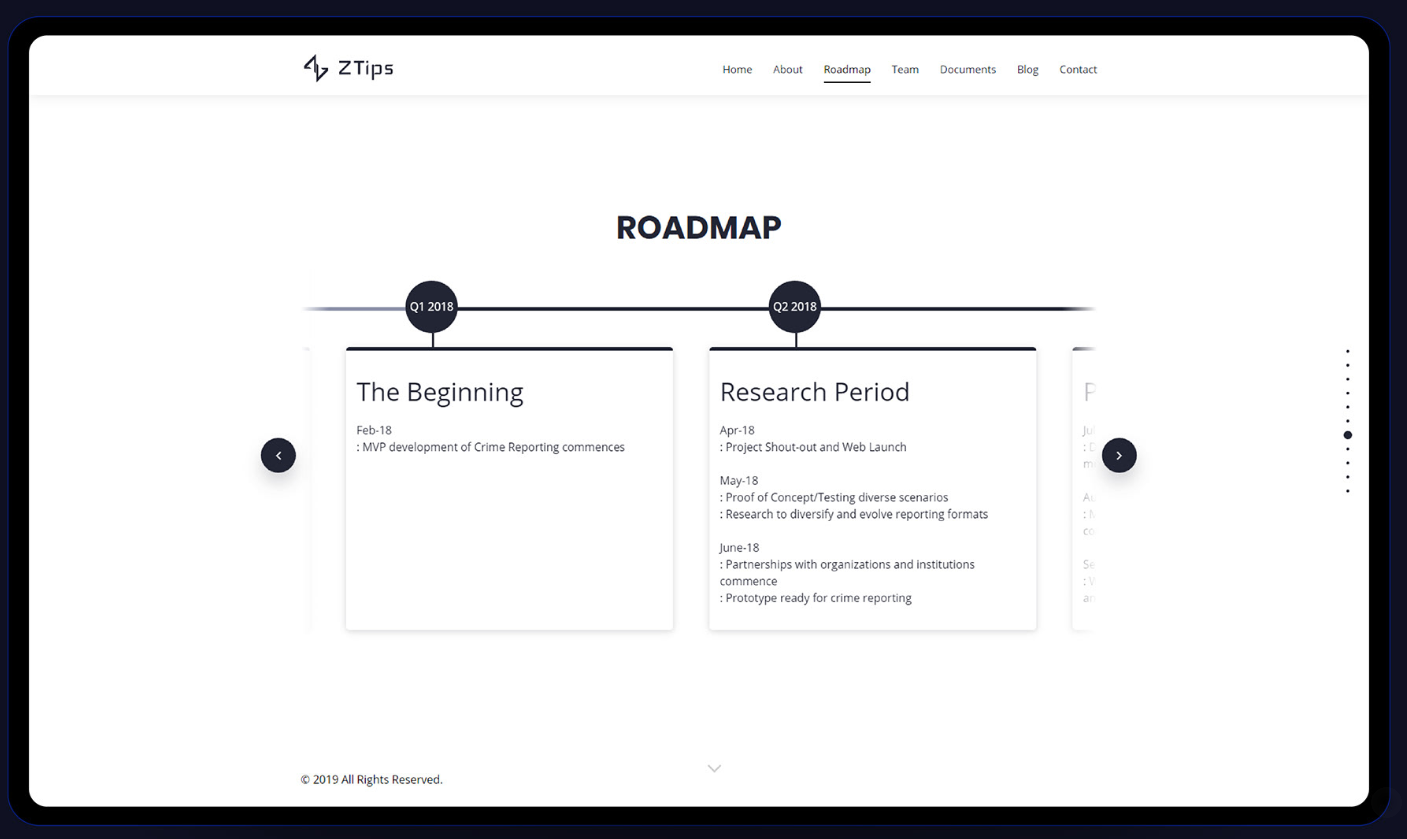 ZTips
Home About Roadmap Team Documents Blog Contact
ROADMAP
Q1 2018
Q2 2018
The Beginning
Feb-18
: MVP development of Crime Reporting commences
Research Period
Apr-18
: Project Shout-out and Web Launch
May-18
: Proof of Concept/Testing diverse scenarios
: Research to diversify and evolve reporting formats
June-18
: Partnerships with organizations and institutions
commence
: Prototype ready for crime reporting
© 2019 All Rights Reserved.